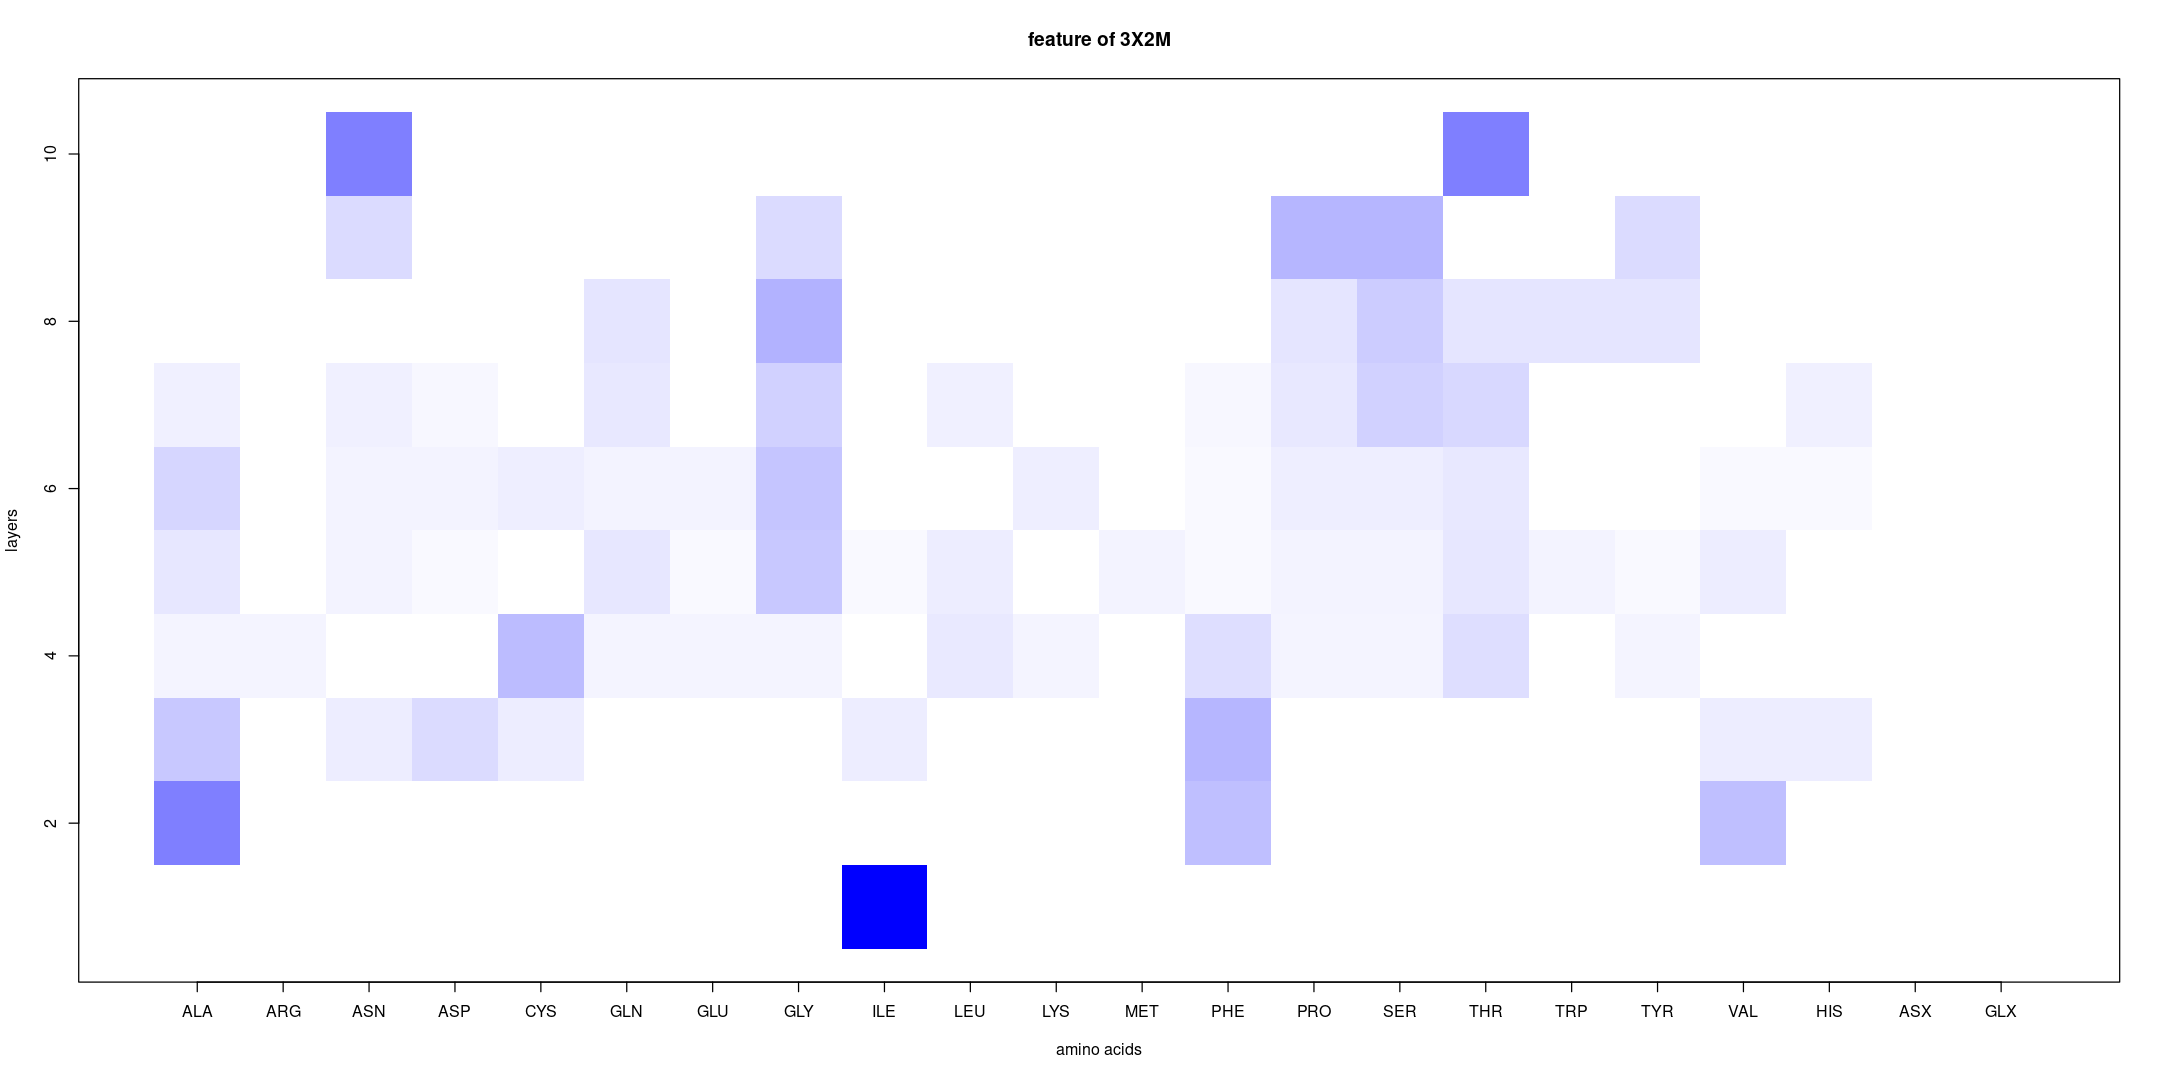 feature of 3X2M
10
8
6
4
2
layers
ALA ARG ASN ASP CYS GLN GLU GLY ILE LEU LYS MET PHE PRO SER THR TRP TYR VAL HIS ASX GLX
amino acids